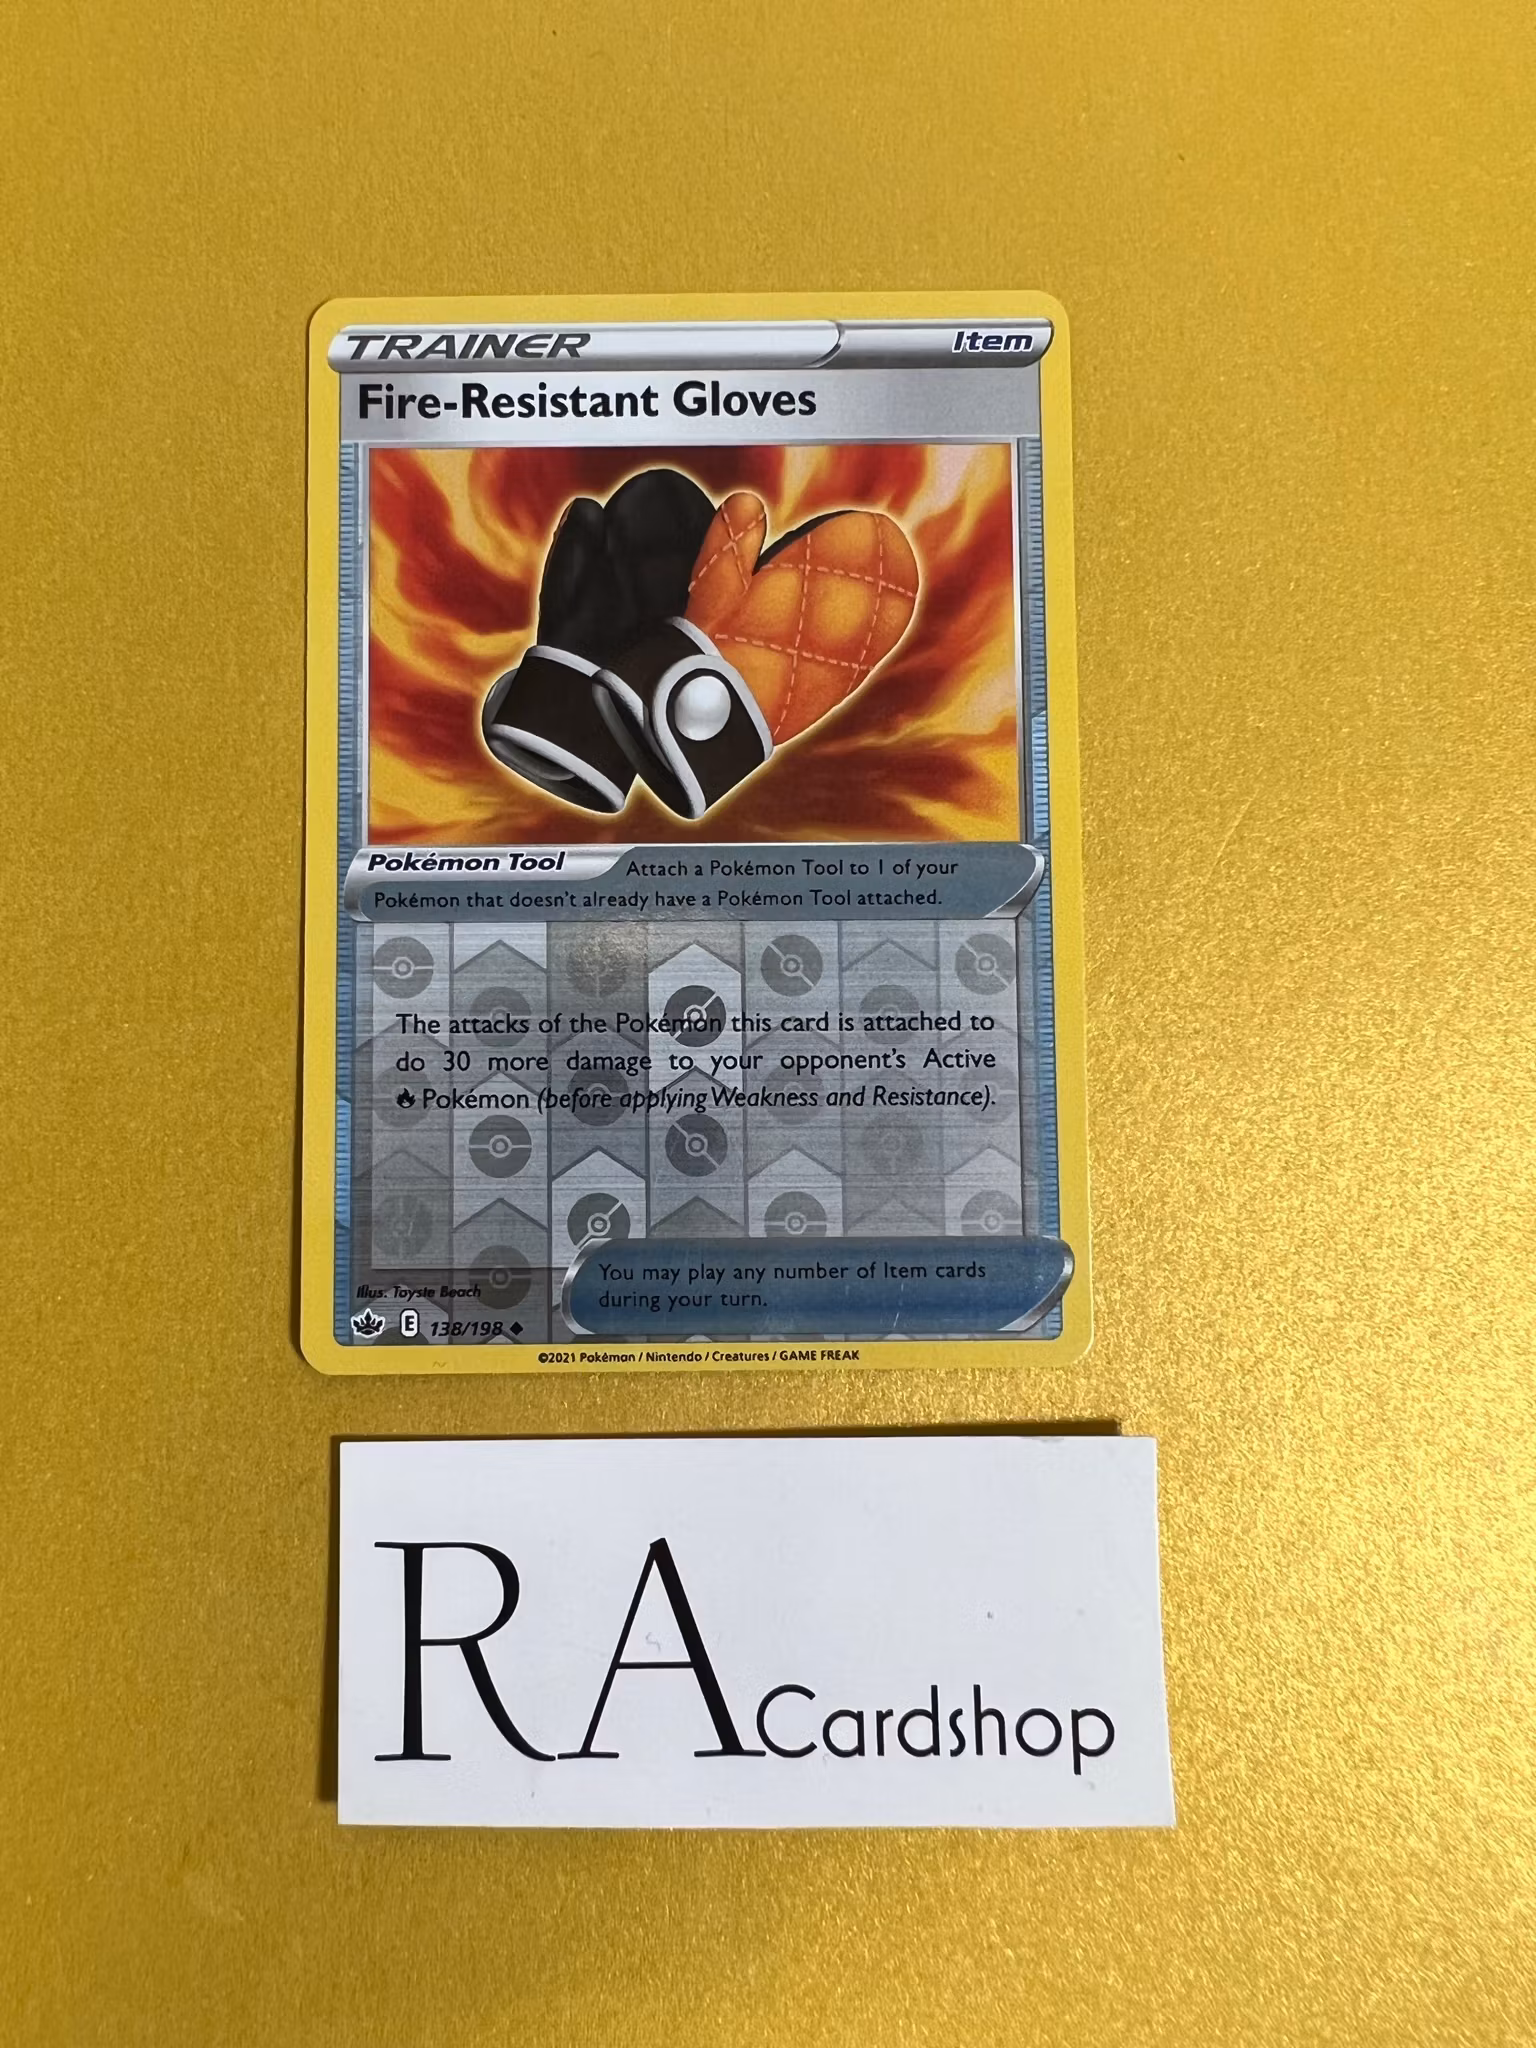 TRAINER
Item
Fire-Resistant Gloves
Pokémon Tool
Attach a Pokémon Tool to 1 of your
Pokémon that doesn't already have a Pokémon Tool attached.
The attacks of the Pokémon this card is attached to
do 30 more damage to your opponent's Active
Pokémon (before applying Weakness and Resistance).
You may play any number of Item cards
during your turn.
Illus. Toyste Beach
E 138/198
©2021 Pokémon / Nintendo / Creatures / GAME FREAK
RACardshop